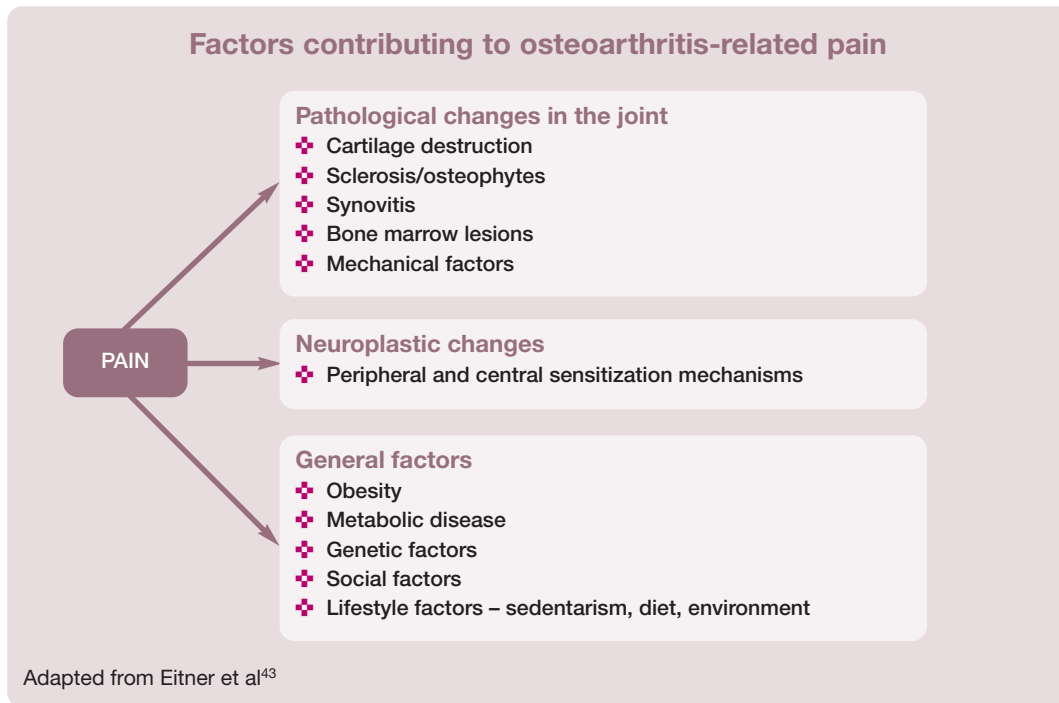 Factors contributing to osteoarthritis-related pain
Pathological changes in the joint
Cartilage destruction
Sclerosis/osteophytes
Synovitis
Bone marrow lesions
Mechanical factors
PAIN
Neuroplastic changes
Peripheral and central sensitization mechanisms
General factors
Obesity
Metabolic disease
Genetic factors
Social factors
Lifestyle factors – sedentarism, diet, environment
Adapted from Eitner et al43